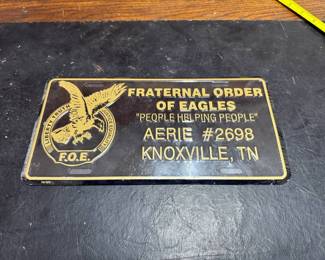 FRATERNAL ORDER
OF EAGLES
"PEOPLE HELPING PEOPLE"
AERIE #2698
KNOXVILLE, TN
F.O.E.